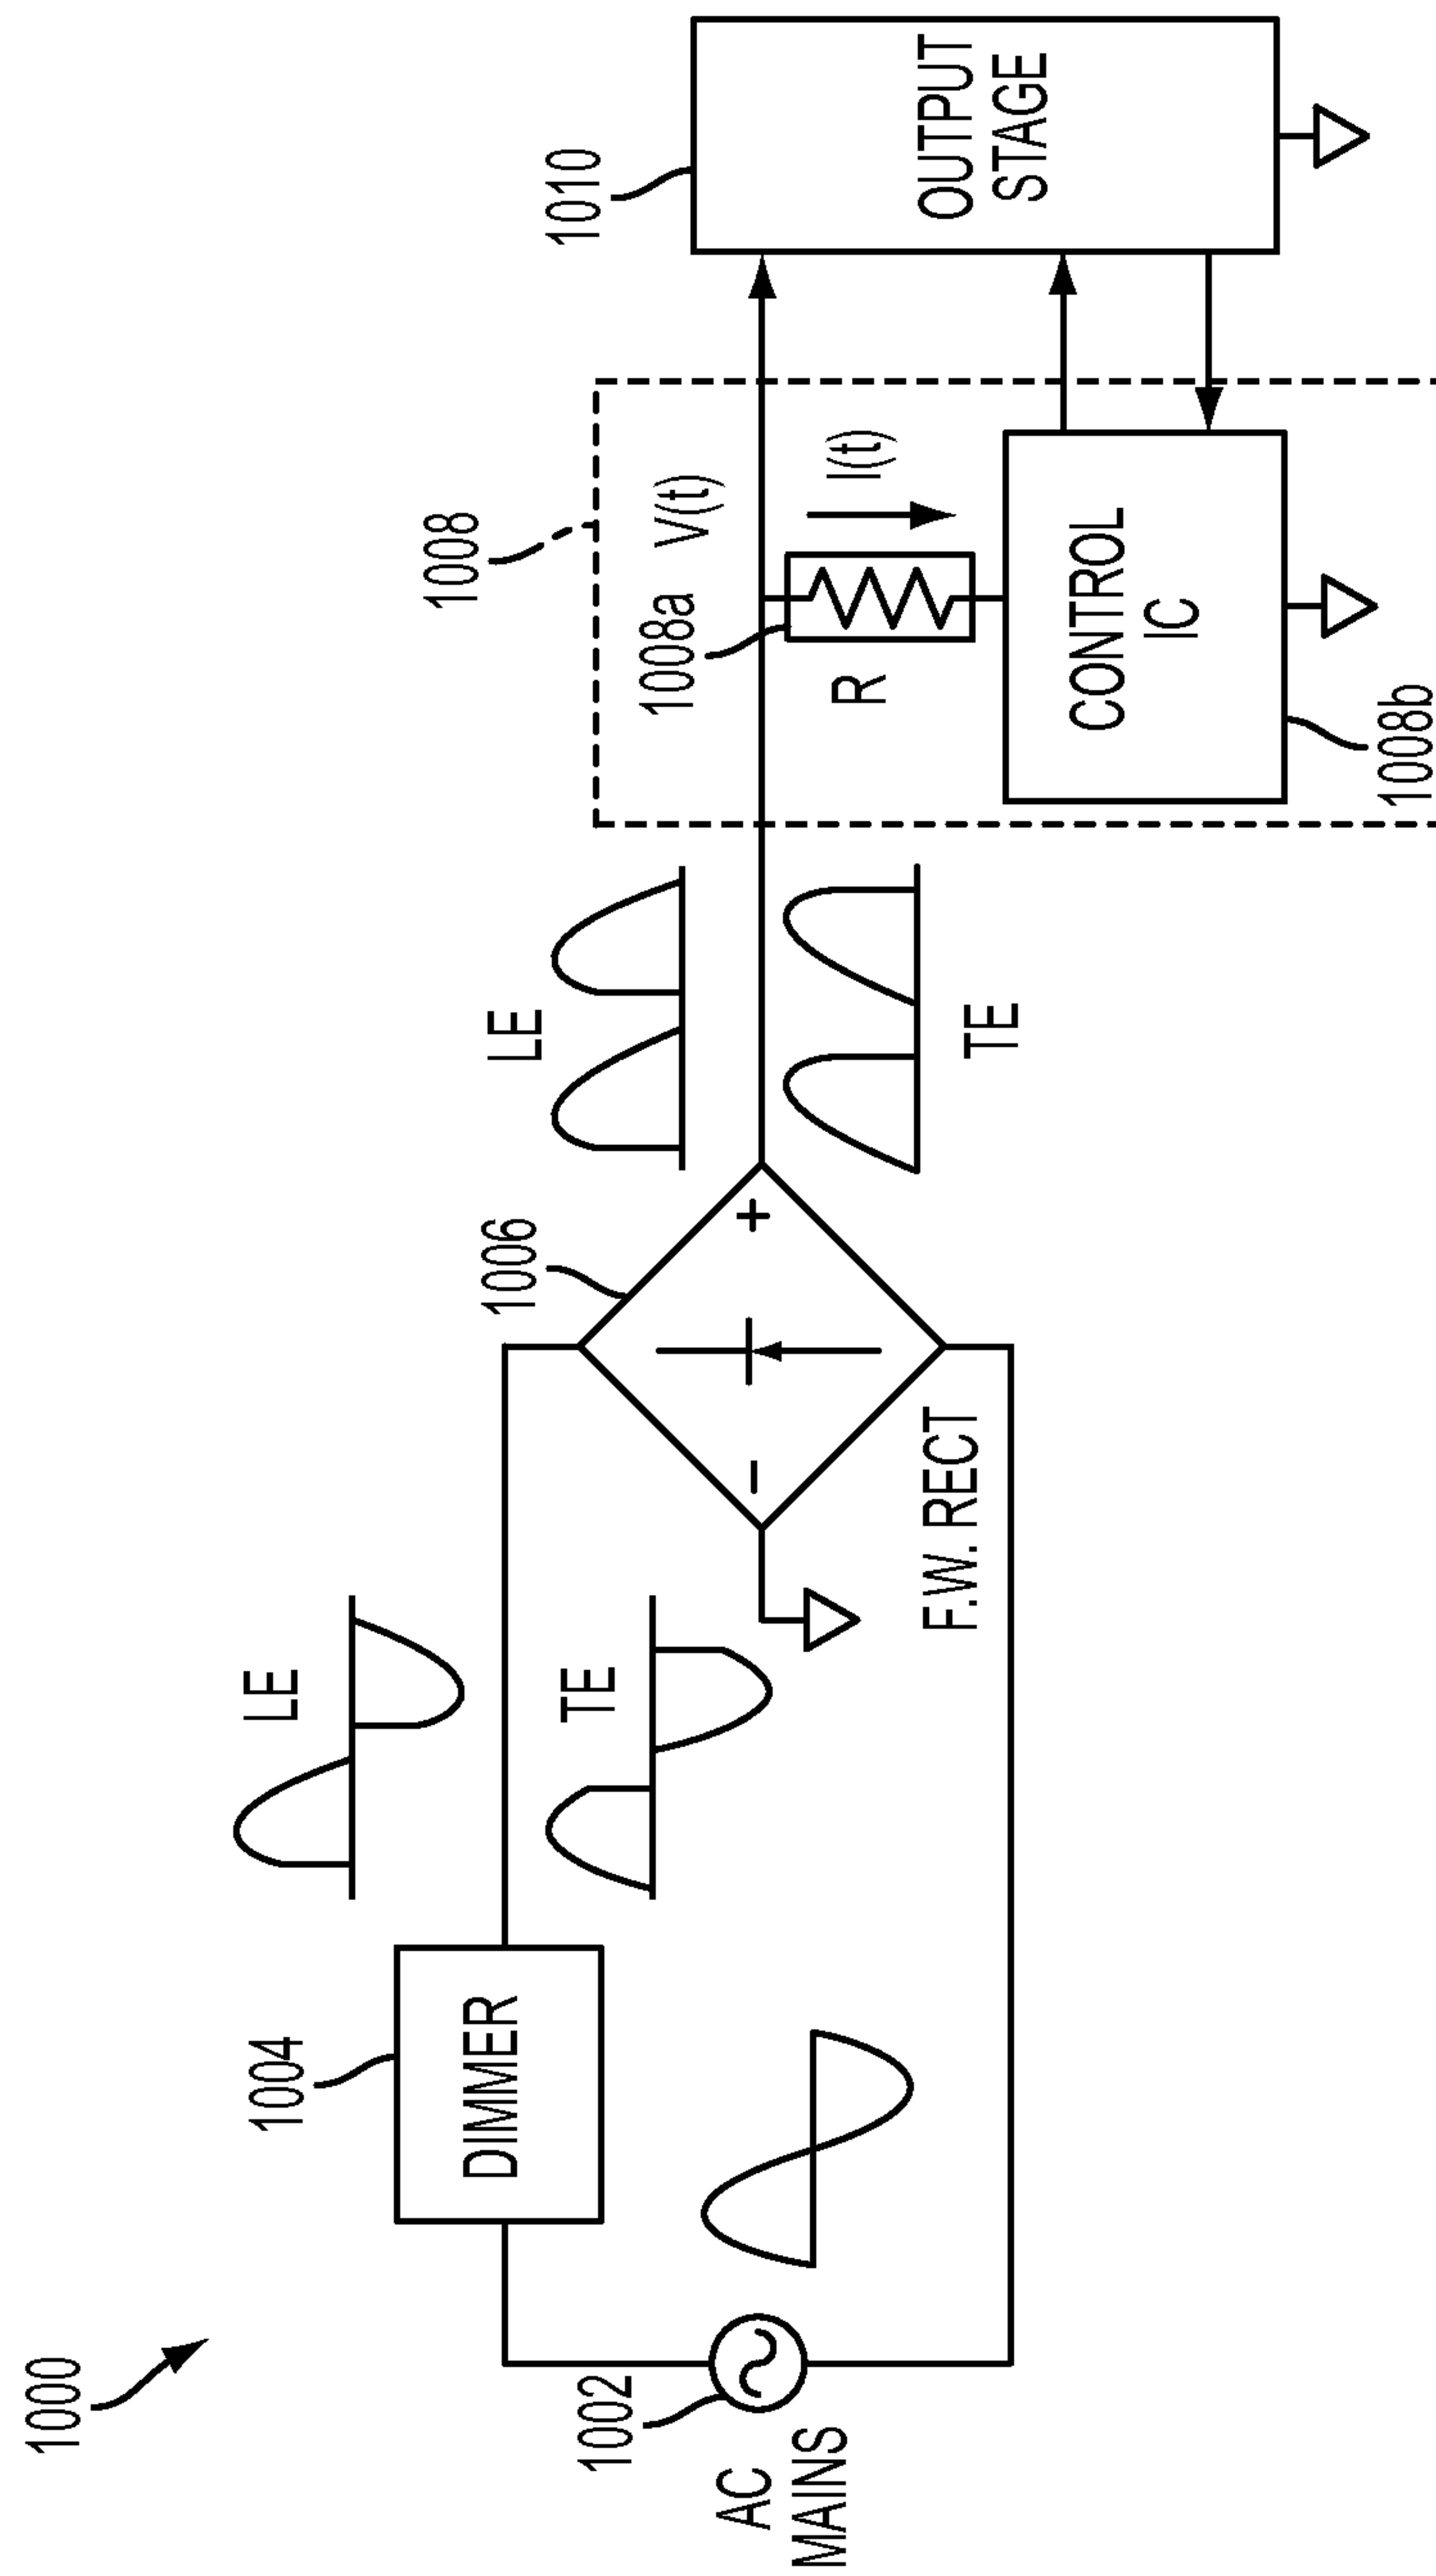 1000
1002
AC
MAINS
1004
DIMMER
LE
TE
1006
+
−
F.W. RECT
LE
TE
1008
1008a
V(t)
R
I(t)
CONTROL
IC
1008b
1010
OUTPUT
STAGE